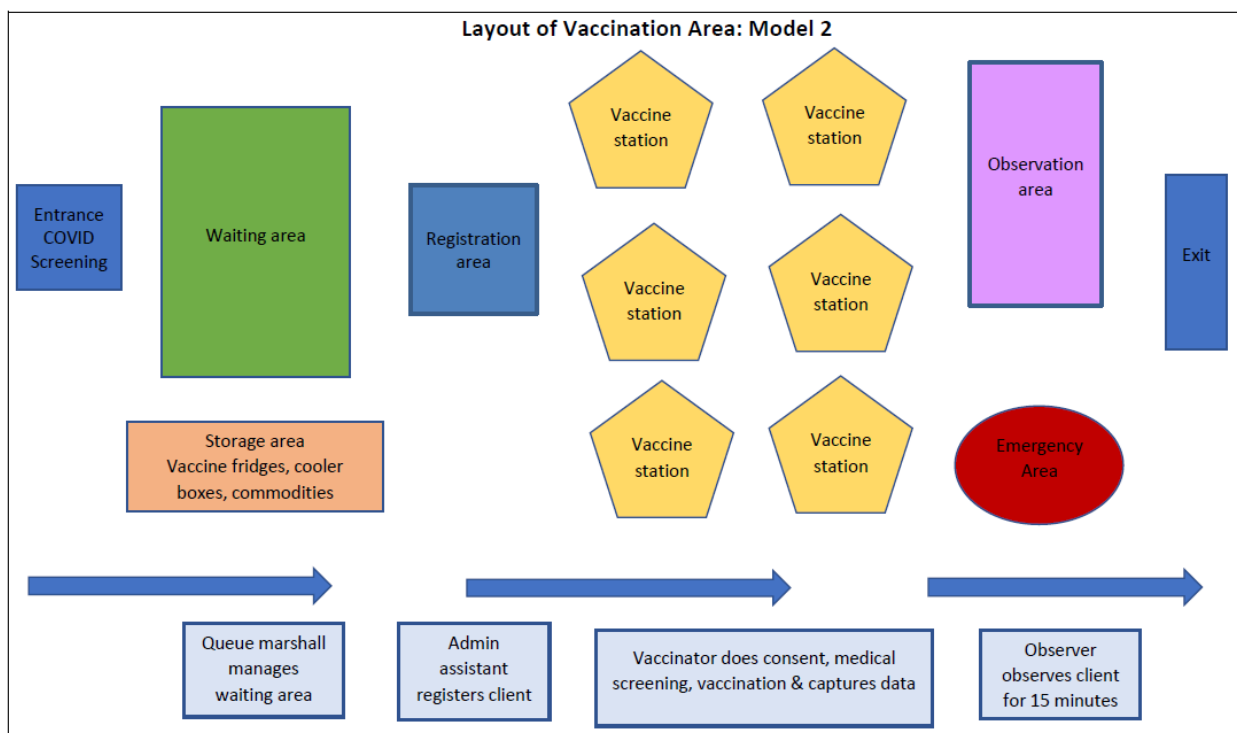 Layout of Vaccination Area: Model 2
Entrance
COVID
Screening
Waiting area
Registration
area
Vaccine
station
Vaccine
station
Vaccine
station
Vaccine
station
Vaccine
station
Vaccine
station
Observation
area
Exit
Storage area
Vaccine fridges, cooler
boxes, commodities
Emergency
Area
Queue marshall
manages
waiting area
Admin
assistant
registers client
Vaccinator does consent, medical
screening, vaccination & captures data
Observer
observes client
for 15 minutes